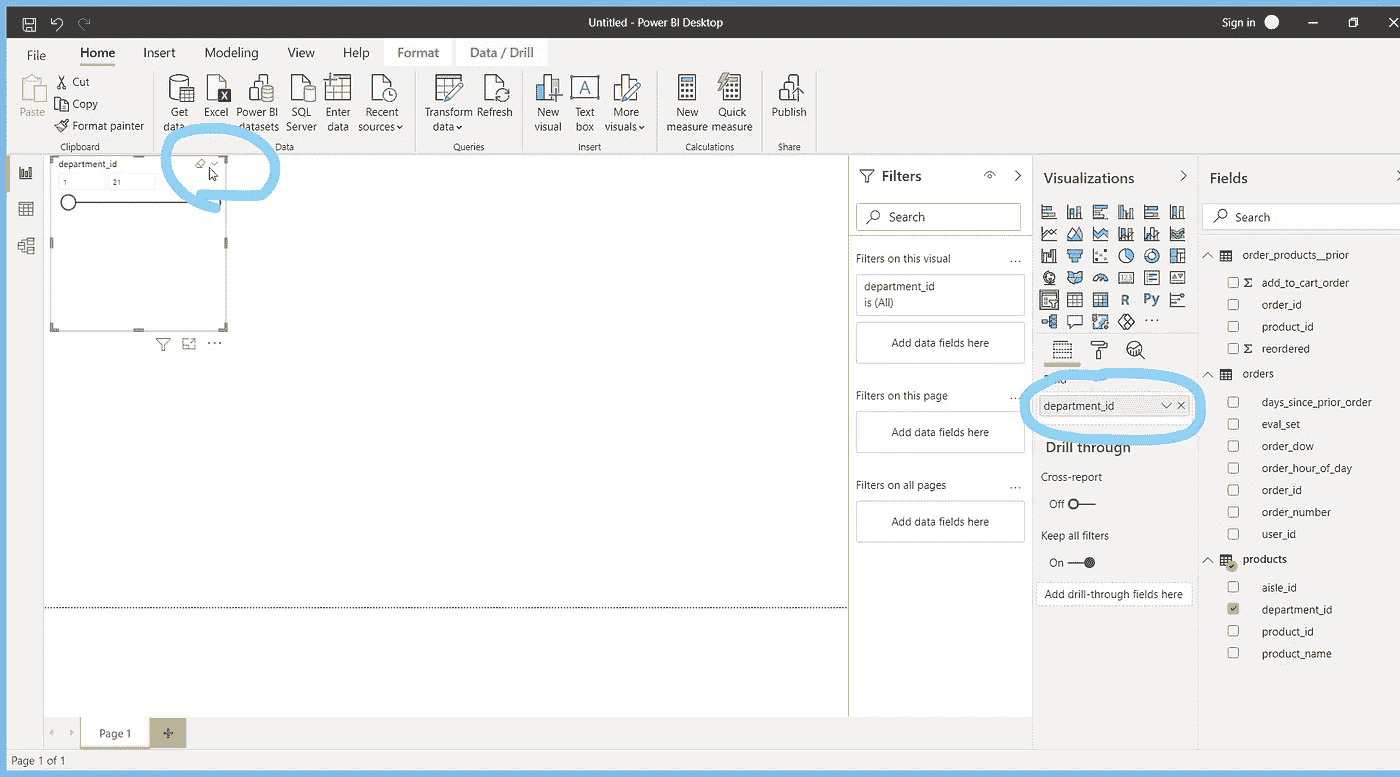 Untitled - Power BI Desktop
Sign in
File Home Insert Modeling View Help Format Data / Drill
Paste
Cut
Copy
Format painter
Clipboard
Get data
Excel
Power BI datasets
SQL Server
Enter data
Recent sources
Data
Transform data
Refresh
Queries
New visual
Text box
More visuals
Insert
New measure
Quick measure
Calculations
Publish
Share
department_id
1 21
Filters
Search
Filters on this visual ...
department_id
is (All)
Add data fields here
Filters on this page ...
Add data fields here
Filters on all pages ...
Add data fields here
Visualizations
R Py
123
department_id
Drill through
Cross-report
Off
Keep all filters
On
Add drill-through fields here
Fields
Search
order_products__prior
Σ add_to_cart_order
order_id
product_id
Σ reordered
orders
days_since_prior_order
eval_set
order_dow
order_hour_of_day
order_id
order_number
user_id
products
aisle_id
department_id
product_id
product_name
Page 1
Page 1 of 1